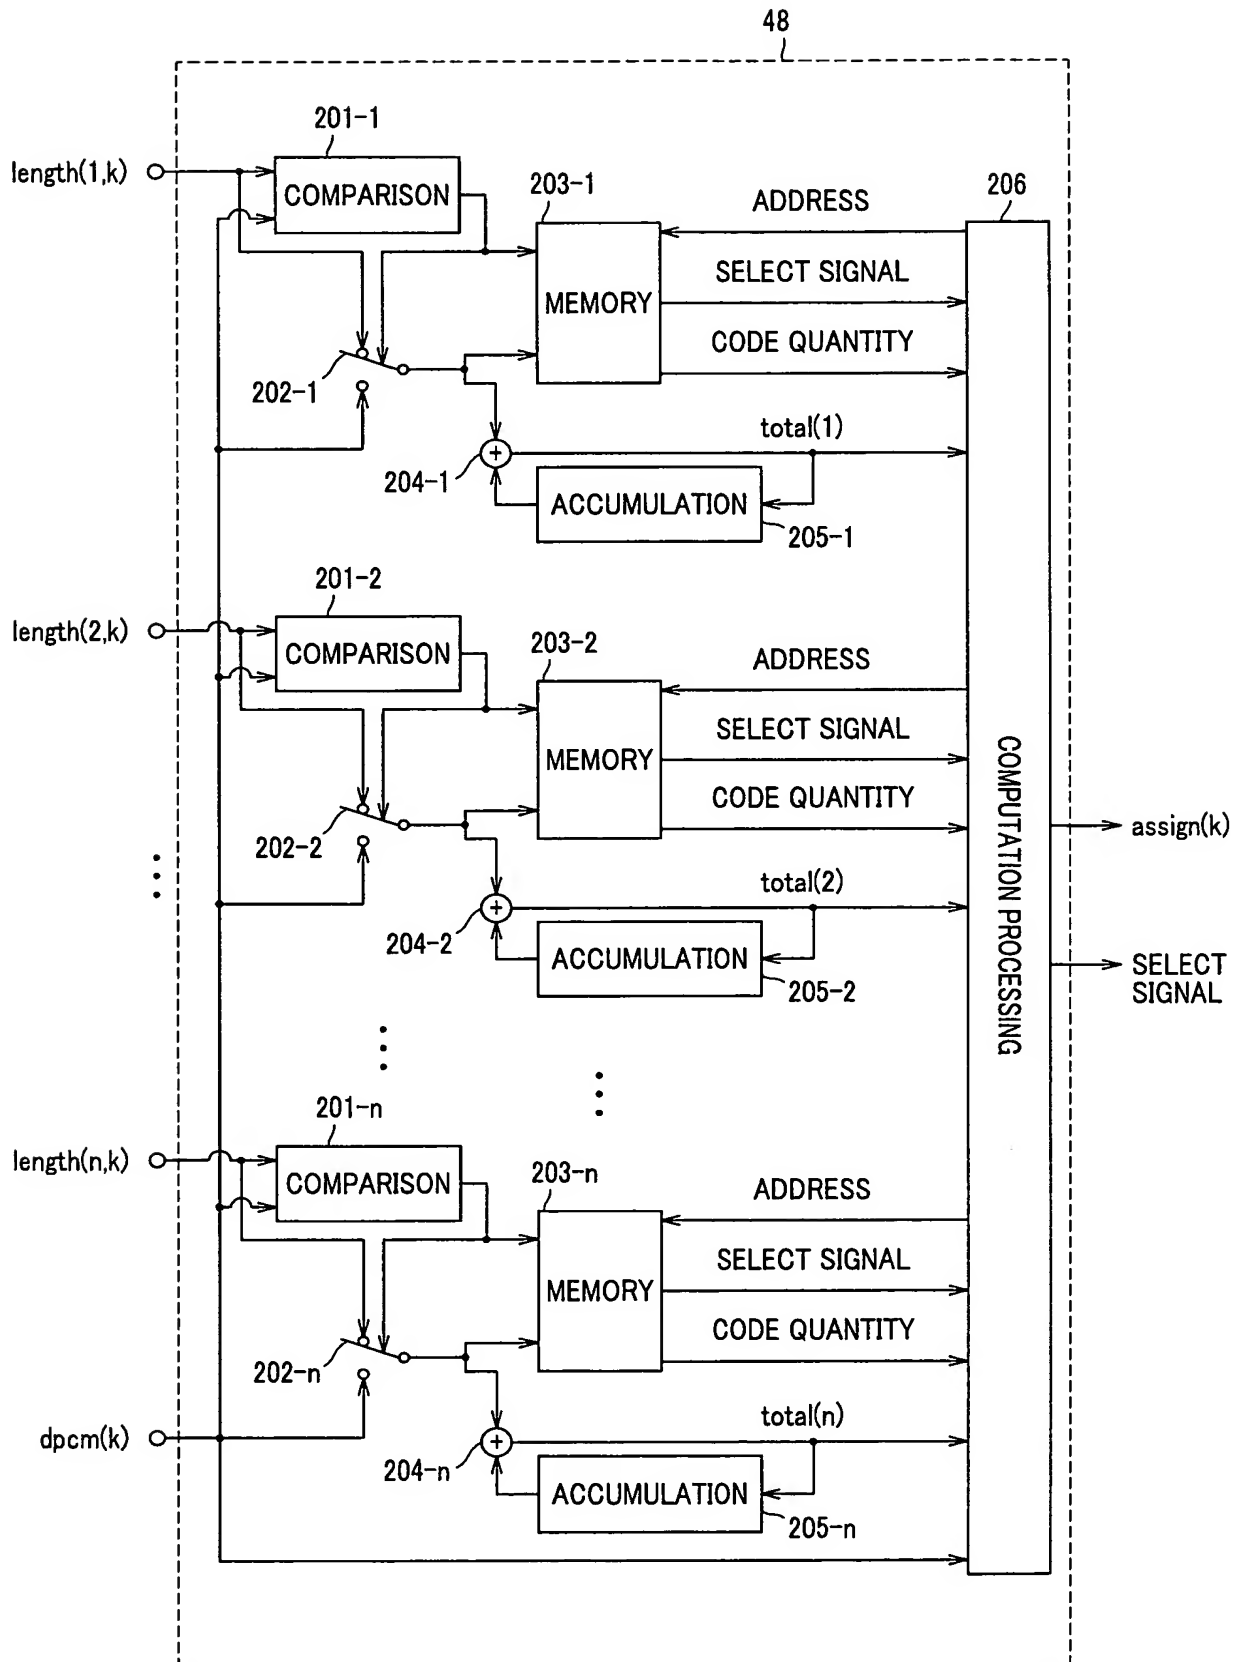 48
201-1
length(1,k)
COMPARISON
203-1
ADDRESS
206
SELECT SIGNAL
MEMORY
CODE QUANTITY
202-1
total(1)
204-1
ACCUMULATION
205-1
201-2
length(2,k)
COMPARISON
203-2
ADDRESS
SELECT SIGNAL
MEMORY
CODE QUANTITY
COMPUTATION PROCESSING
assign(k)
202-2
total(2)
204-2
ACCUMULATION
205-2
SELECT
SIGNAL
201-n
length(n,k)
COMPARISON
203-n
ADDRESS
SELECT SIGNAL
MEMORY
CODE QUANTITY
202-n
total(n)
dpcm(k)
204-n
ACCUMULATION
205-n